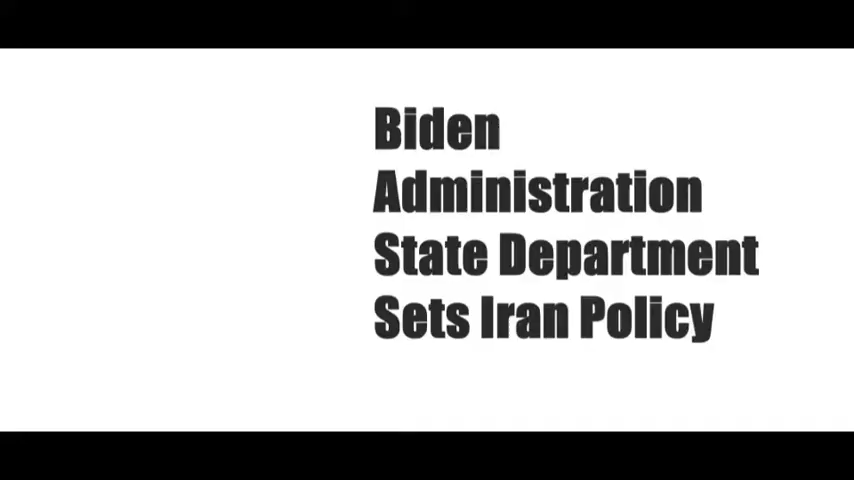 Biden
Administration
State Department
Sets Iran Policy